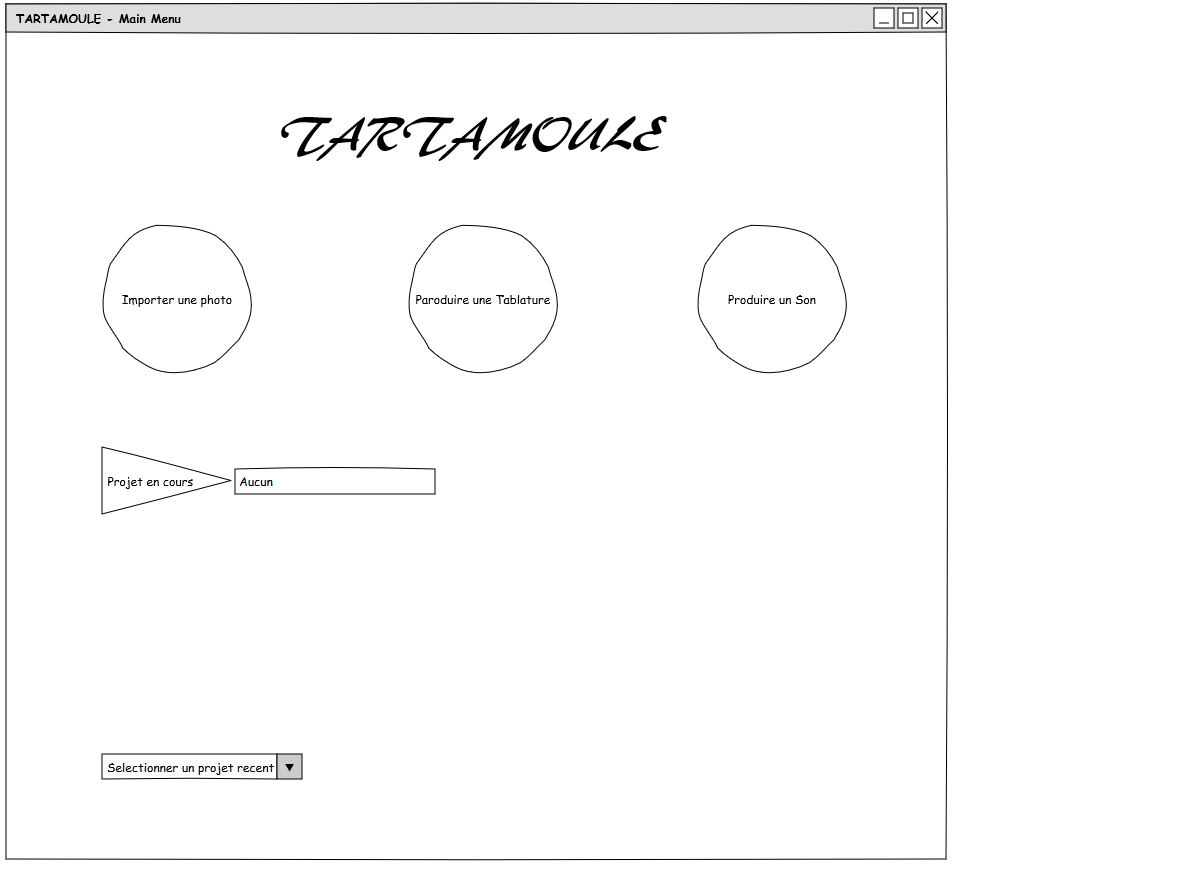 TARTAMOULE - Main Menu
TARTAMOULE
Importer une photo
Paroduire une Tablature
Produire un Son
Projet en cours
Aucun
Selectionner un projet recent